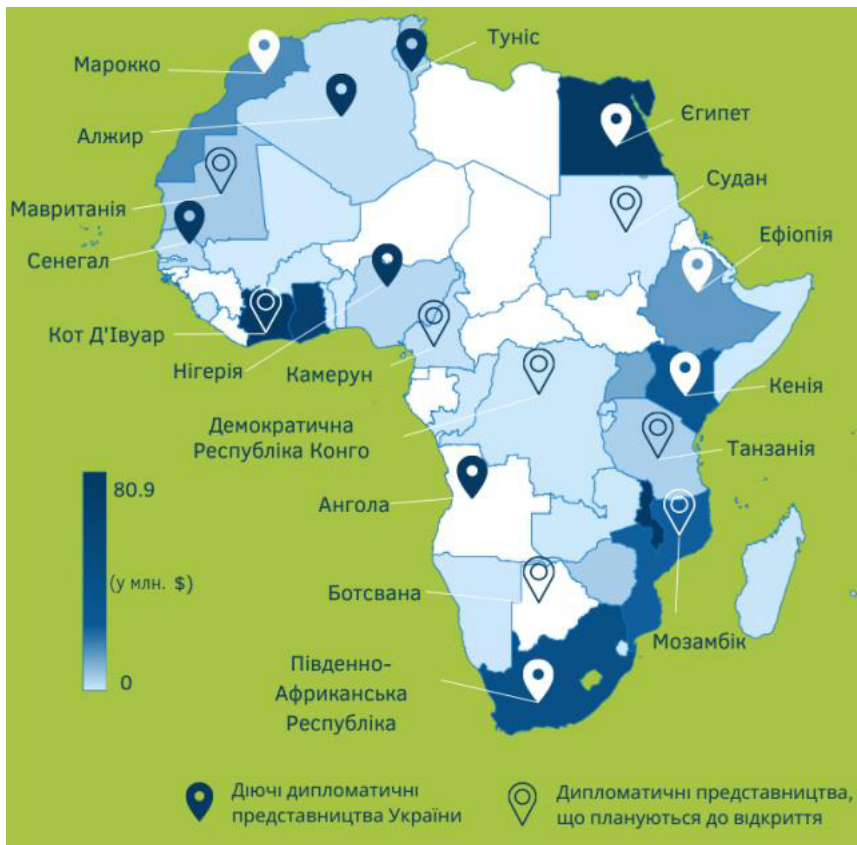 Туніс
Марокко
Єгипет
Алжир
Судан
Мавританія
Ефіопія
Сенегал
Кот Д'Івуар
Нігерія
Камерун
Кенія
Демократична
Республіка Конго
Танзанія
80.9
Ангола
(у млн. $)
Ботсвана
Мозамбік
Південно-
Африканська
Республіка
0
Діючі дипломатичні
представництва України
Дипломатичні представництва,
що плануються до відкриття